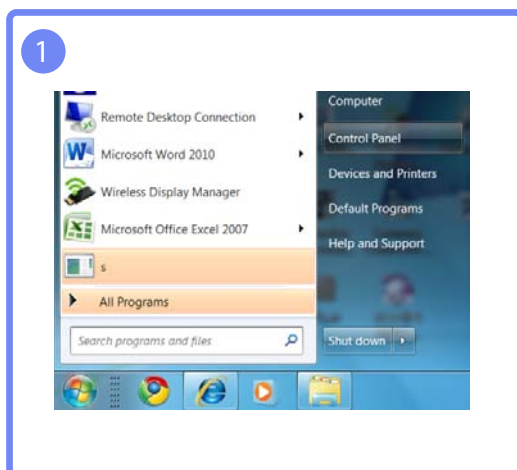 1
Remote Desktop Connection
Microsoft Word 2010
Wireless Display Manager
Microsoft Office Excel 2007
s
All Programs
Search programs and files
Computer
Control Panel
Devices and Printers
Default Programs
Help and Support
Shut down